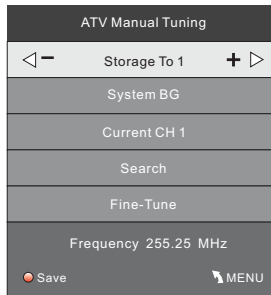 ATV Manual Tuning
− Storage To 1 +
System BG
Current CH 1
Search
Fine-Tune
Frequency 255.25 MHz
Save MENU